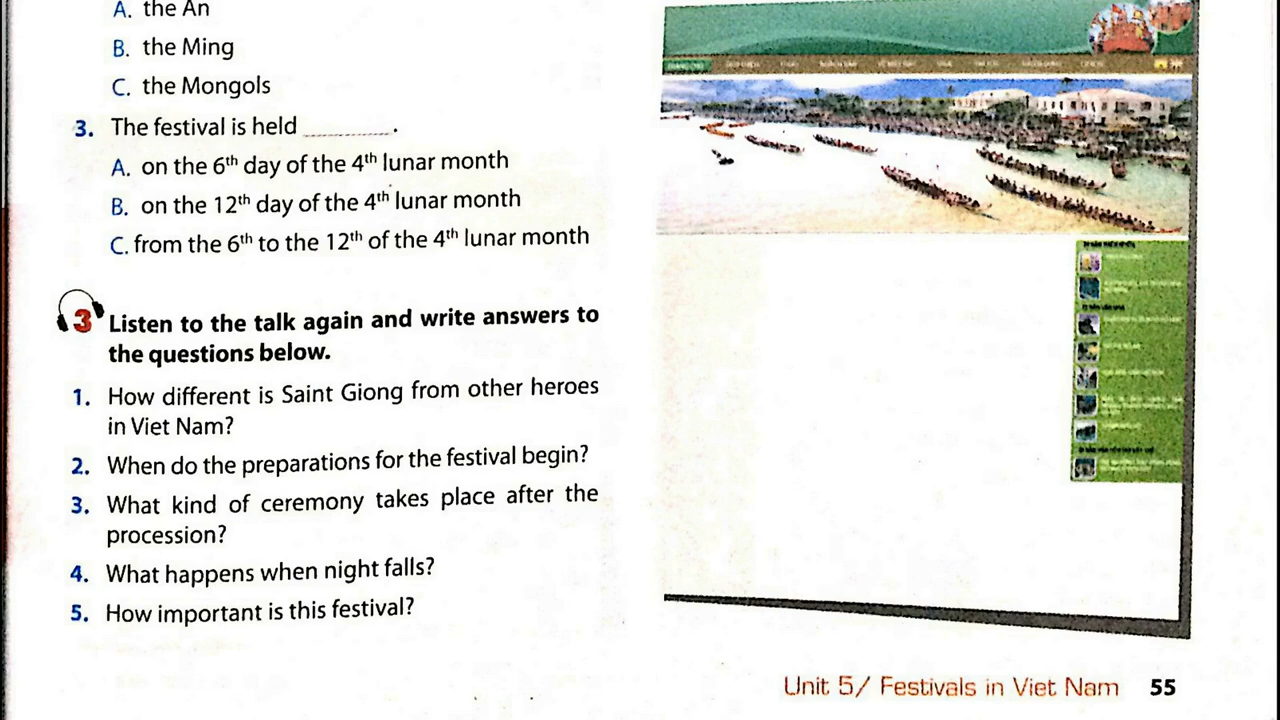 A. the An
B. the Ming
C. the Mongols
3. The festival is held ________.
A. on the 6th day of the 4th lunar month
B. on the 12th day of the 4th lunar month
C. from the 6th to the 12th of the 4th lunar month
3 Listen to the talk again and write answers to
the questions below.
1. How different is Saint Giong from other heroes
in Viet Nam?
2. When do the preparations for the festival begin?
3. What kind of ceremony takes place after the
procession?
4. What happens when night falls?
5. How important is this festival?
Unit 5/ Festivals in Viet Nam 55